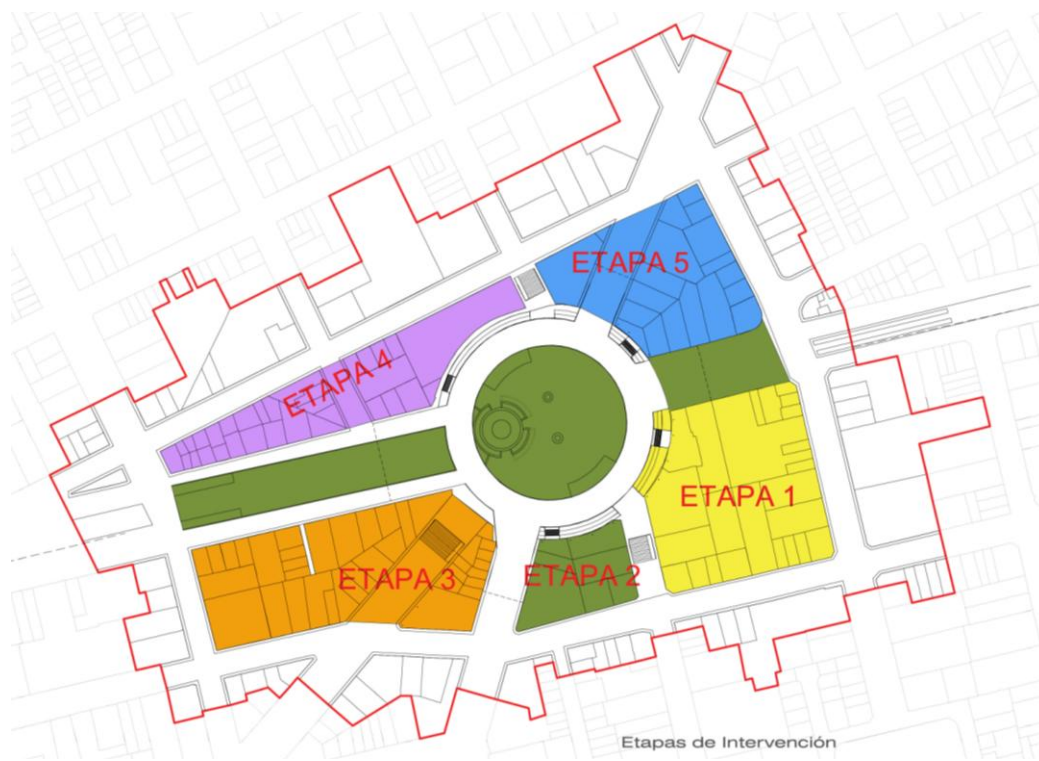 ETAPA 5
ETAPA 4
ETAPA 1
ETAPA 3
ETAPA 2
Etapas de Intervención